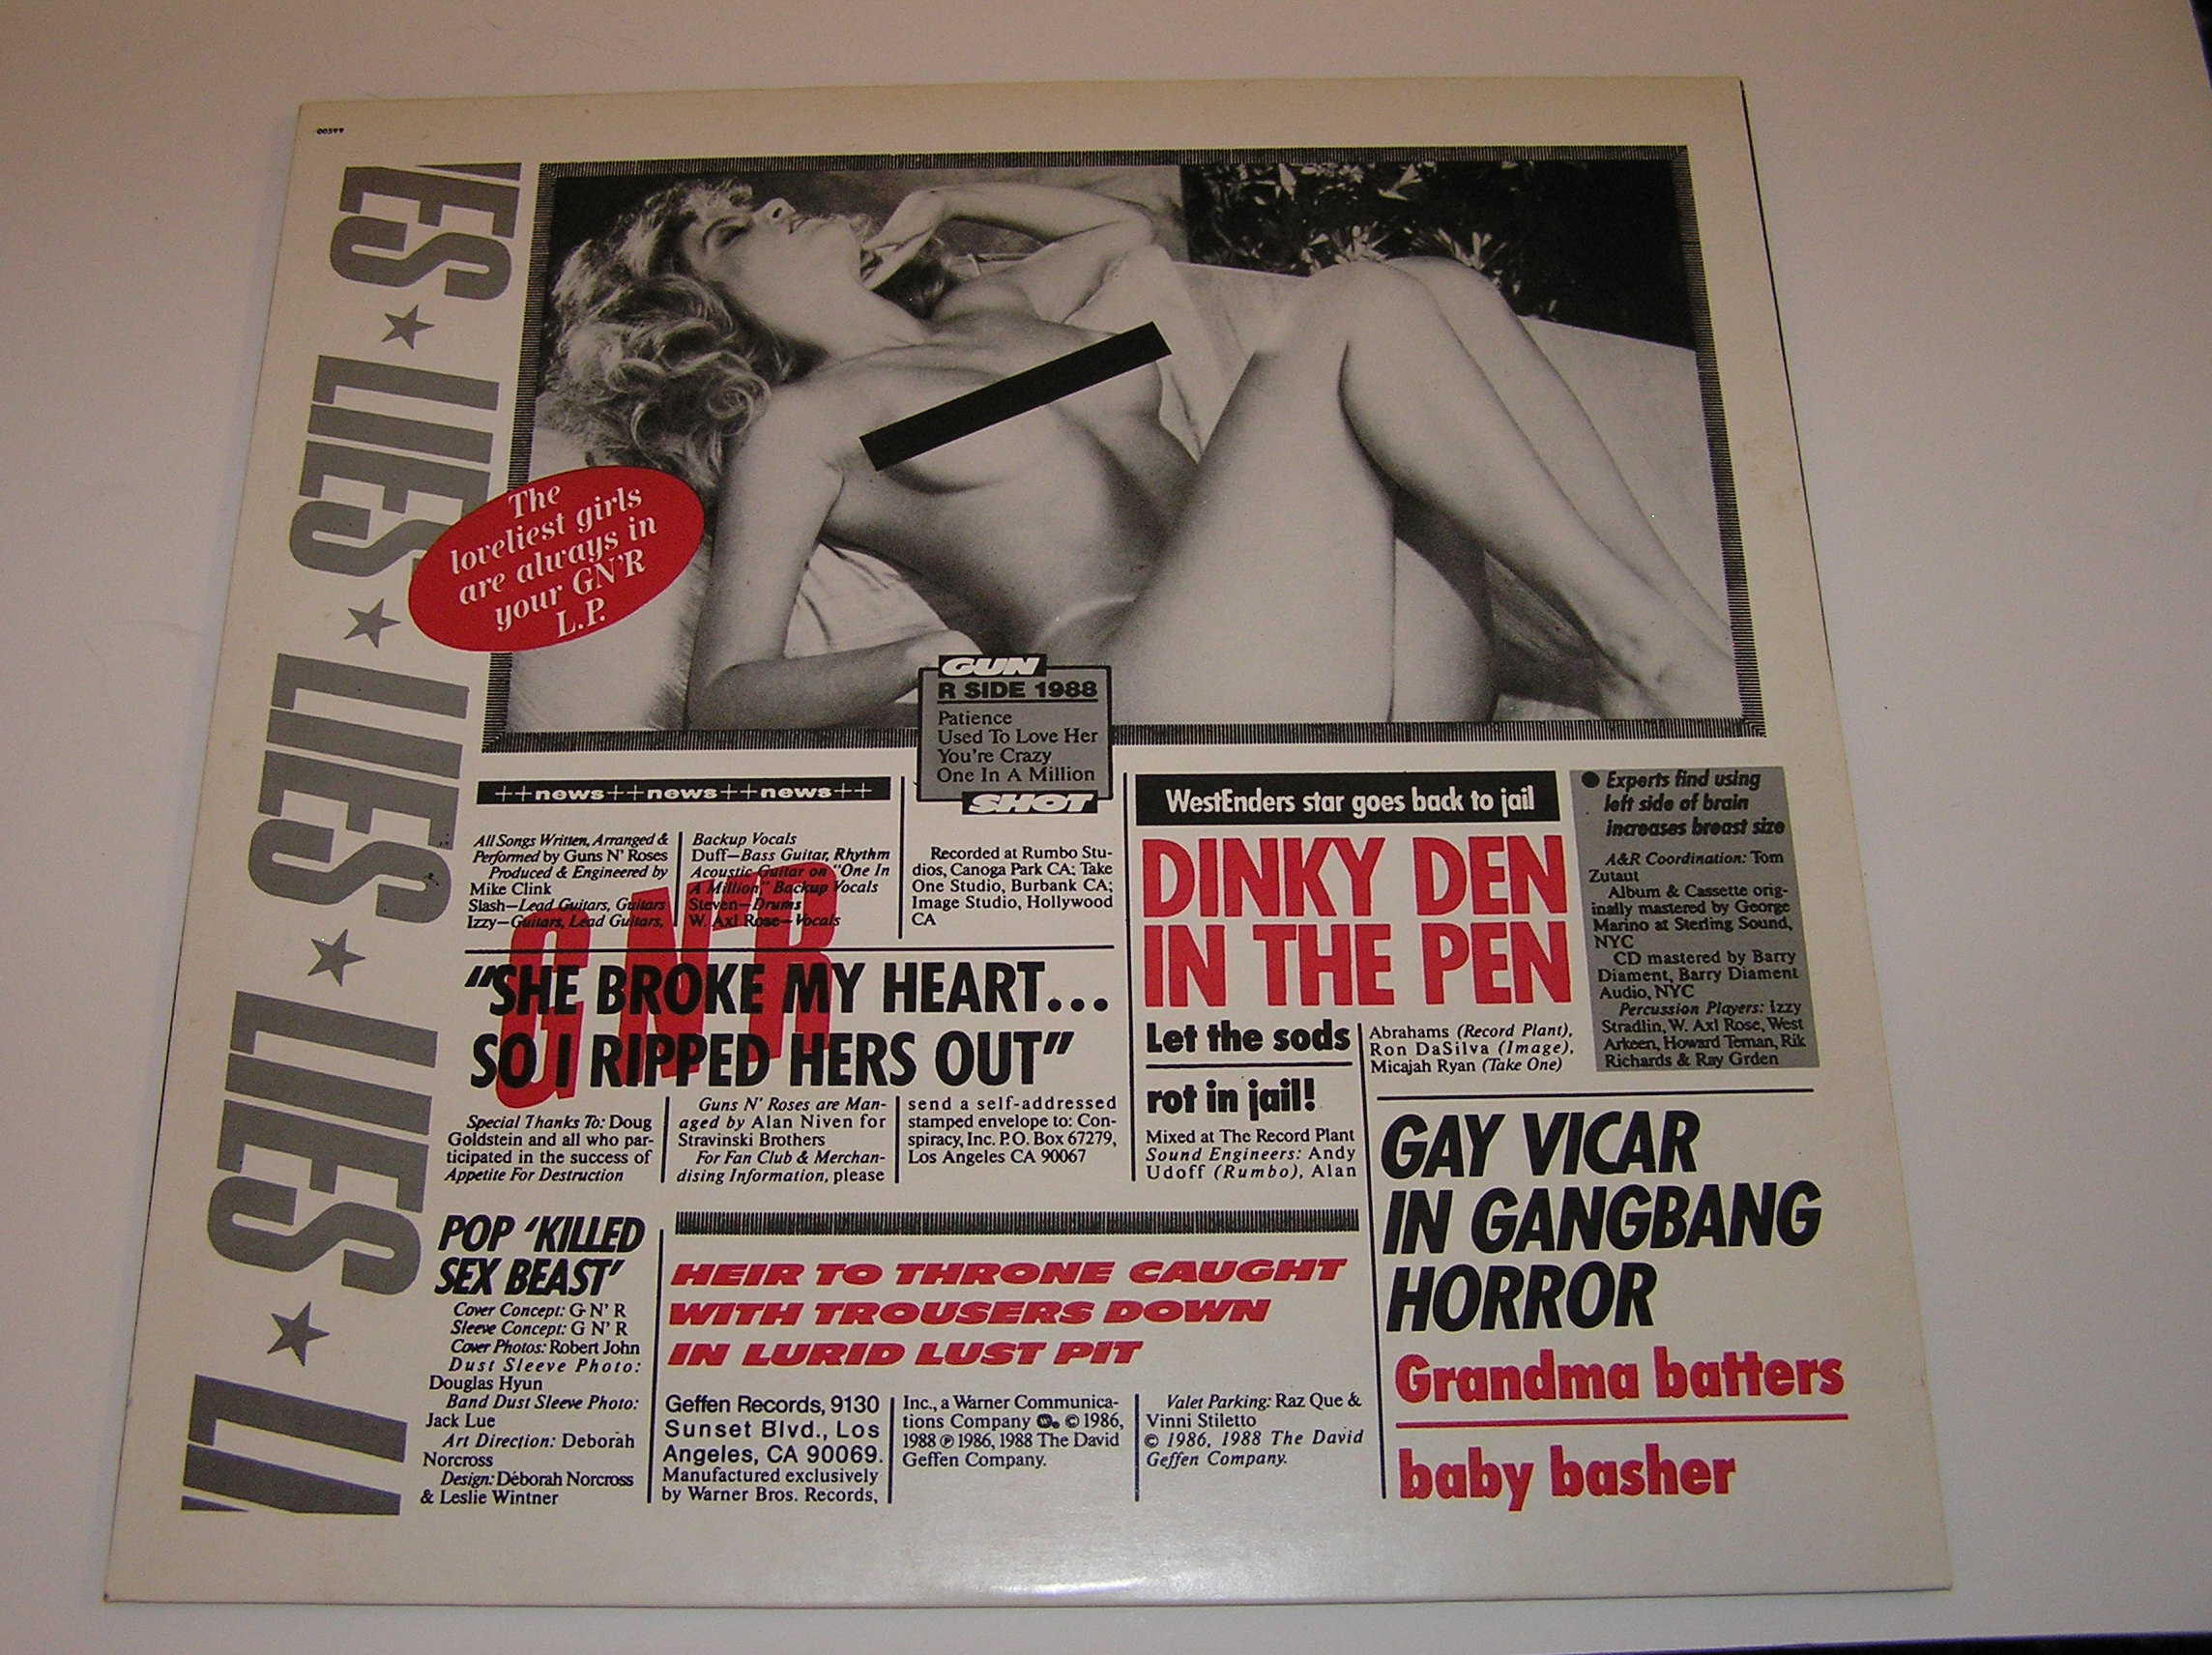 00399
IES ★ LIES ★ LIES ★ LIES ★ LI
The
loveliest girls
are always in
your GN'R
L.P.
GUN
R SIDE 1988
Patience
Used To Love Her
You're Crazy
One In A Million
SHOT
++news++news++news++
All Songs Written, Arranged &
Performed by Guns N' Roses
Produced & Engineered by
Mike Clink
Slash—Lead Guitars, Guitars
Izzy—Guitars, Lead Guitars,
Backup Vocals
Duff—Bass Guitar, Rhythm
Acoustic Guitar on "One In
A Million," Backup Vocals
Steven—Drums
W. Axl Rose—Vocals
Recorded at Rumbo Stu-
dios, Canoga Park CA; Take
One Studio, Burbank CA;
Image Studio, Hollywood
CA
GN'R
"SHE BROKE MY HEART...
SO I RIPPED HERS OUT"
Special Thanks To: Doug
Goldstein and all who par-
ticipated in the success of
Appetite For Destruction
Guns N' Roses are Man-
aged by Alan Niven for
Stravinski Brothers
For Fan Club & Merchan-
dising Information, please
send a self-addressed
stamped envelope to: Con-
spiracy, Inc. P.O. Box 67279,
Los Angeles CA 90067
WestEnders star goes back to jail
DINKY DEN
IN THE PEN
Let the sods
rot in jail!
Mixed at The Record Plant
Sound Engineers: Andy
Udoff (Rumbo), Alan
Abrahams (Record Plant),
Ron DaSilva (Image),
Micajah Ryan (Take One)
● Experts find using
left side of brain
increases breast size
A&R Coordination: Tom
Zutaut
Album & Cassette orig-
inally mastered by George
Marino at Sterling Sound,
NYC
CD mastered by Barry
Diament, Barry Diament
Audio, NYC
Percussion Players: Izzy
Stradlin, W. Axl Rose, West
Arkeen, Howard Teman, Rik
Richards & Ray Grden
POP 'KILLED
SEX BEAST'
Cover Concept: G N' R
Sleeve Concept: G N' R
Cover Photos: Robert John
Dust Sleeve Photo:
Douglas Hyun
Band Dust Sleeve Photo:
Jack Lue
Art Direction: Deborah
Norcross
Design: Deborah Norcross
& Leslie Wintner
HEIR TO THRONE CAUGHT
WITH TROUSERS DOWN
IN LURID LUST PIT
Geffen Records, 9130
Sunset Blvd., Los
Angeles, CA 90069.
Manufactured exclusively
by Warner Bros. Records,
Inc., a Warner Communica-
tions Company © 1986,
1988 ℗ 1986, 1988 The David
Geffen Company.
Valet Parking: Raz Que &
Vinni Stiletto
© 1986, 1988 The David
Geffen Company.
GAY VICAR
IN GANGBANG
HORROR
Grandma batters
baby basher